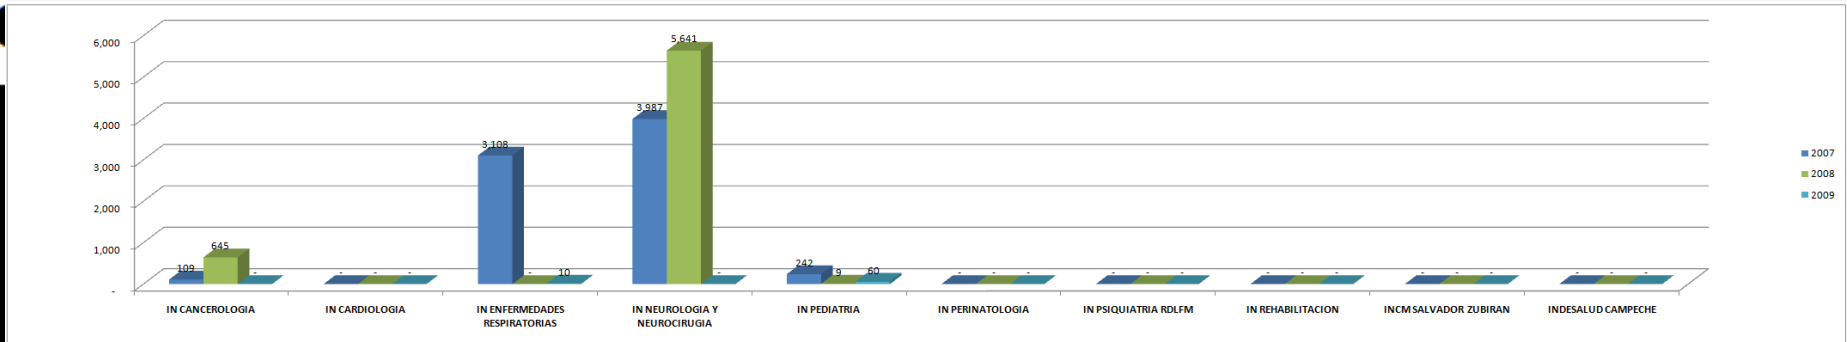 6,000
5,000
4,000
3,000
2,000
1,000
-
109 645 -
- - -
3,108 - 10
3,987 5,641 -
242 9 60
- - -
- - -
- - -
- - -
- - -
IN CANCEROLOGIA
IN CARDIOLOGIA
IN ENFERMEDADES
RESPIRATORIAS
IN NEUROLOGIA Y
NEUROCIRUGIA
IN PEDIATRIA
IN PERINATOLOGIA
IN PSIQUIATRIA RDLFM
IN REHABILITACION
INCM SALVADOR ZUBIRAN
INDESALUD CAMPECHE
2007
2008
2009